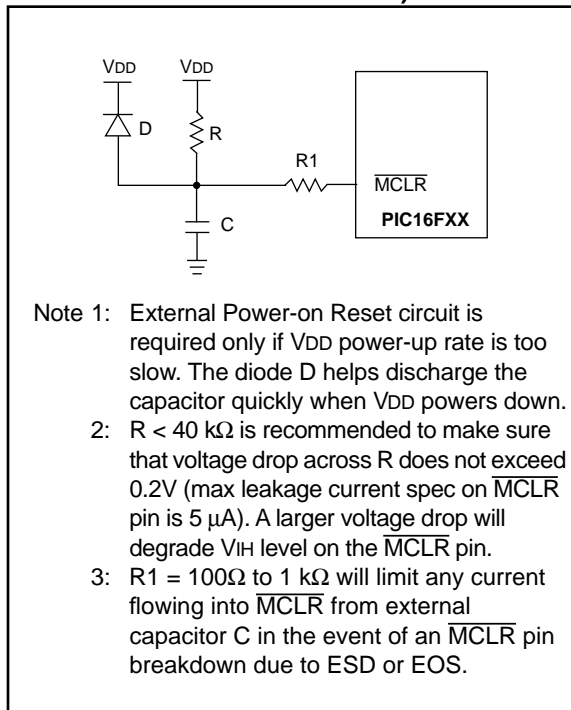 VDD VDD
D
R
R1
MCLR
C
PIC16FXX
Note 1: External Power-on Reset circuit is
required only if VDD power-up rate is too
slow. The diode D helps discharge the
capacitor quickly when VDD powers down.
2: R < 40 kΩ is recommended to make sure
that voltage drop across R does not exceed
0.2V (max leakage current spec on MCLR
pin is 5 µA). A larger voltage drop will
degrade VIH level on the MCLR pin.
3: R1 = 100Ω to 1 kΩ will limit any current
flowing into MCLR from external
capacitor C in the event of an MCLR pin
breakdown due to ESD or EOS.